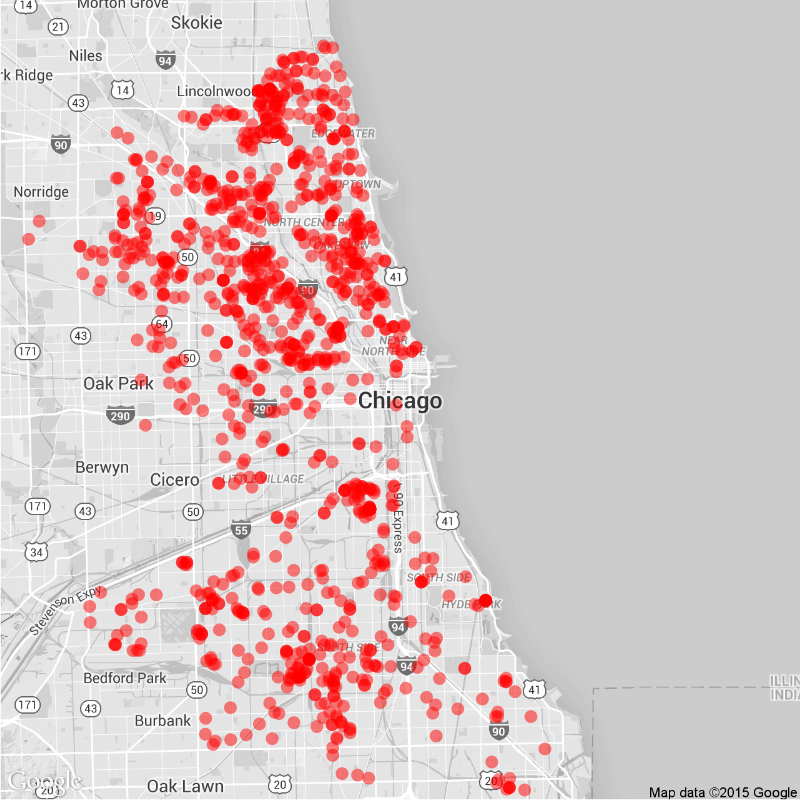 Morton Grove
14
21
Skokie
Niles
94
rk Ridge
14
Lincolnwoo
43
EDGEWATER
90
Norridge
UPTOWN
19
NORTH CENTER
50
41
90
64
43
NEAR
NORTH SIDE
171
50
Oak Park
290
290
Chicago
Berwyn
Cicero
LITTLE VILLAGE
171
43
50
90 Express
41
55
34
SOUTH SIDE
Stevenson Expy
HYDE PARK
94
SOUTH SIDE
94
Bedford Park
ILLIN
INDIA
50
41
171
43
Burbank
90
Google
20
Oak Lawn
20
20
Map data ©2015 Google